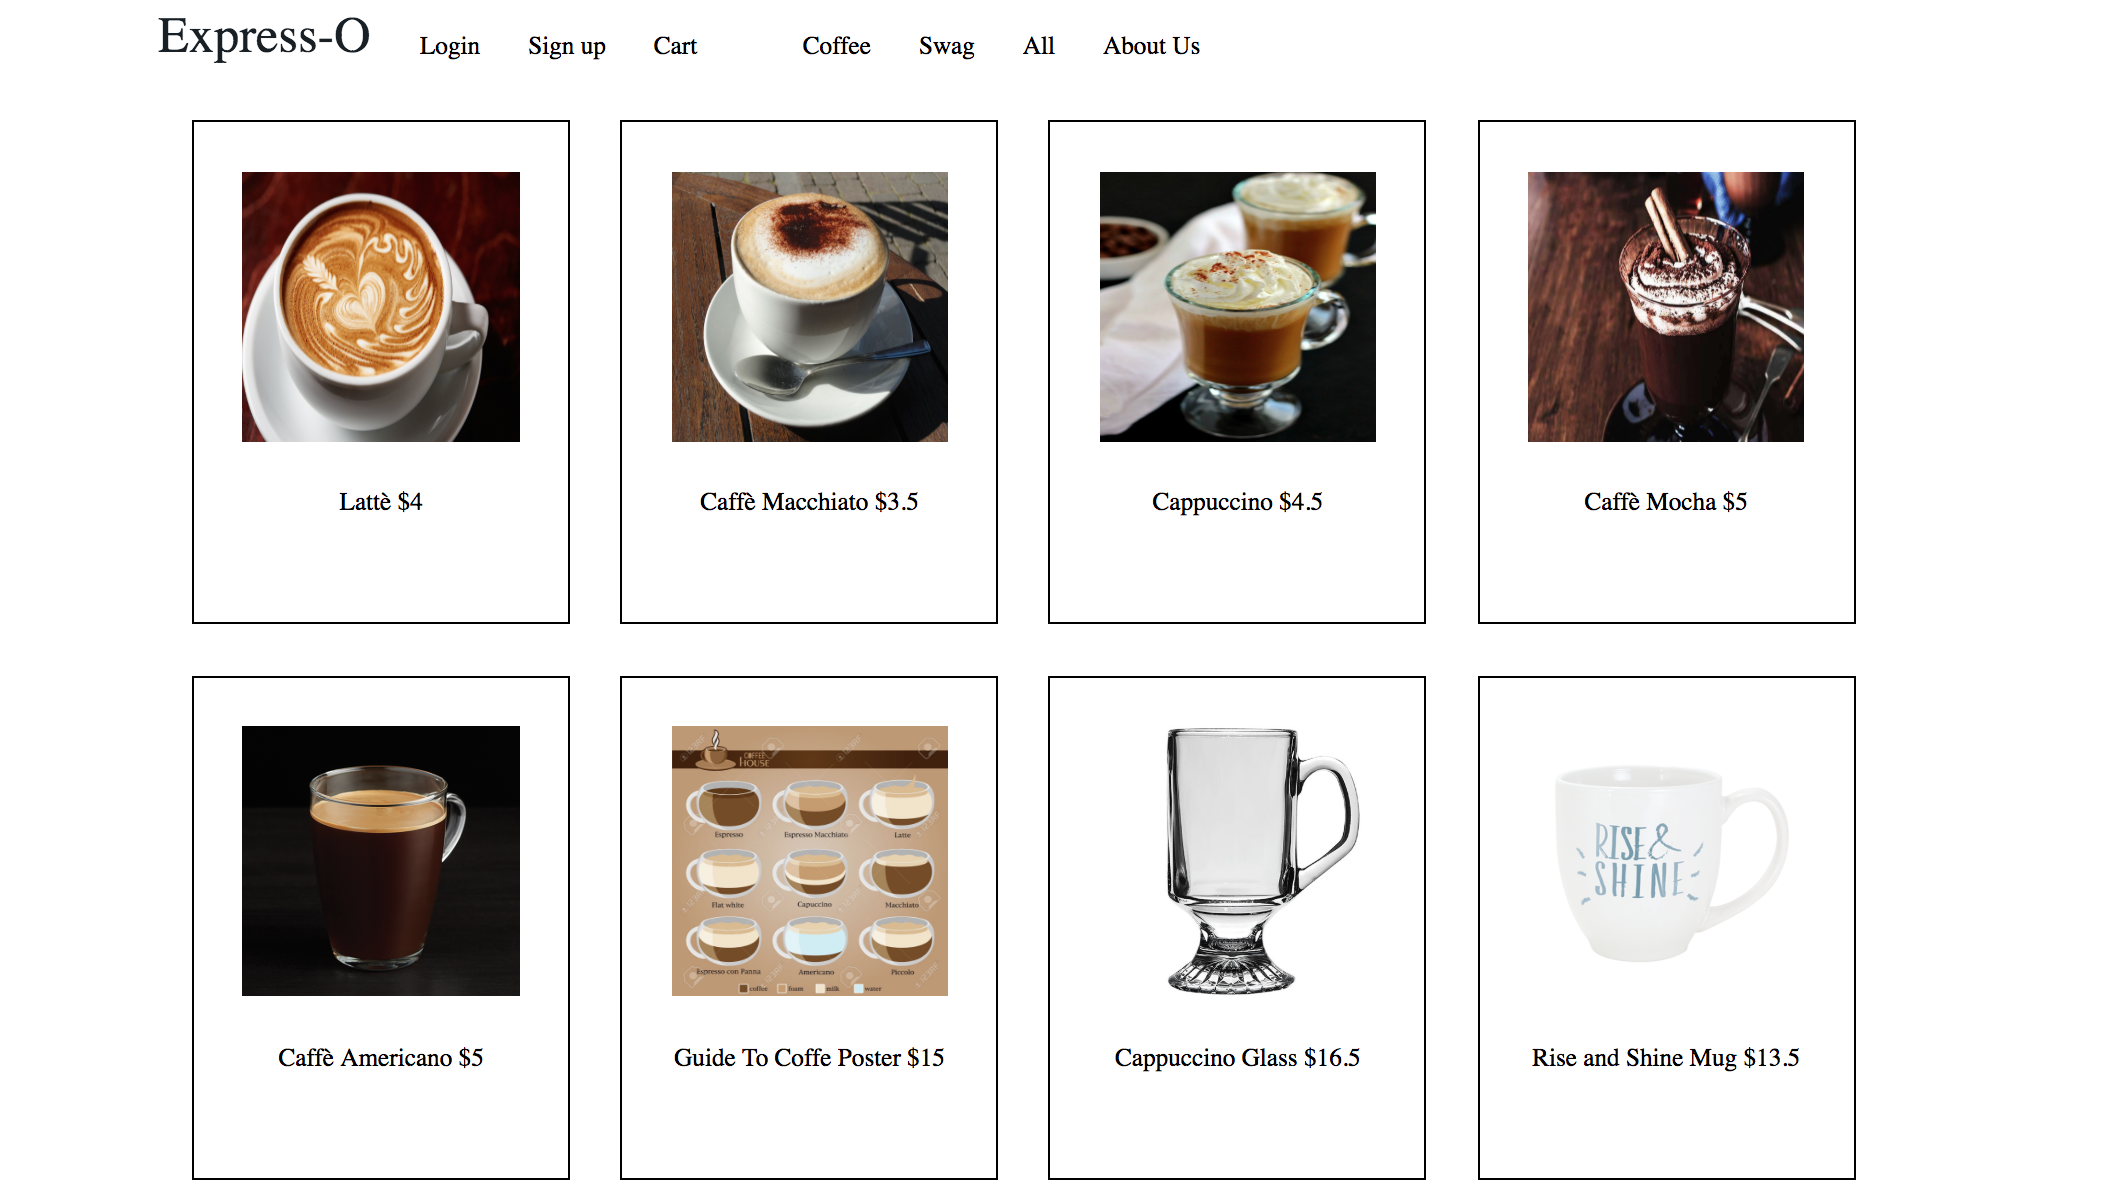 Express-O Login Sign up Cart Coffee Swag All About Us
Lattè $4
Caffè Macchiato $3.5
Cappuccino $4.5
Caffè Mocha $5
COFFEE
HOUSE
Espresso
Espresso Macchiato
Latte
Flat white
Capuccino
Macchiato
Espresso con Panna
Americano
Piccolo
coffee foam milk water
RISE &
SHINE
Caffè Americano $5
Guide To Coffe Poster $15
Cappuccino Glass $16.5
Rise and Shine Mug $13.5